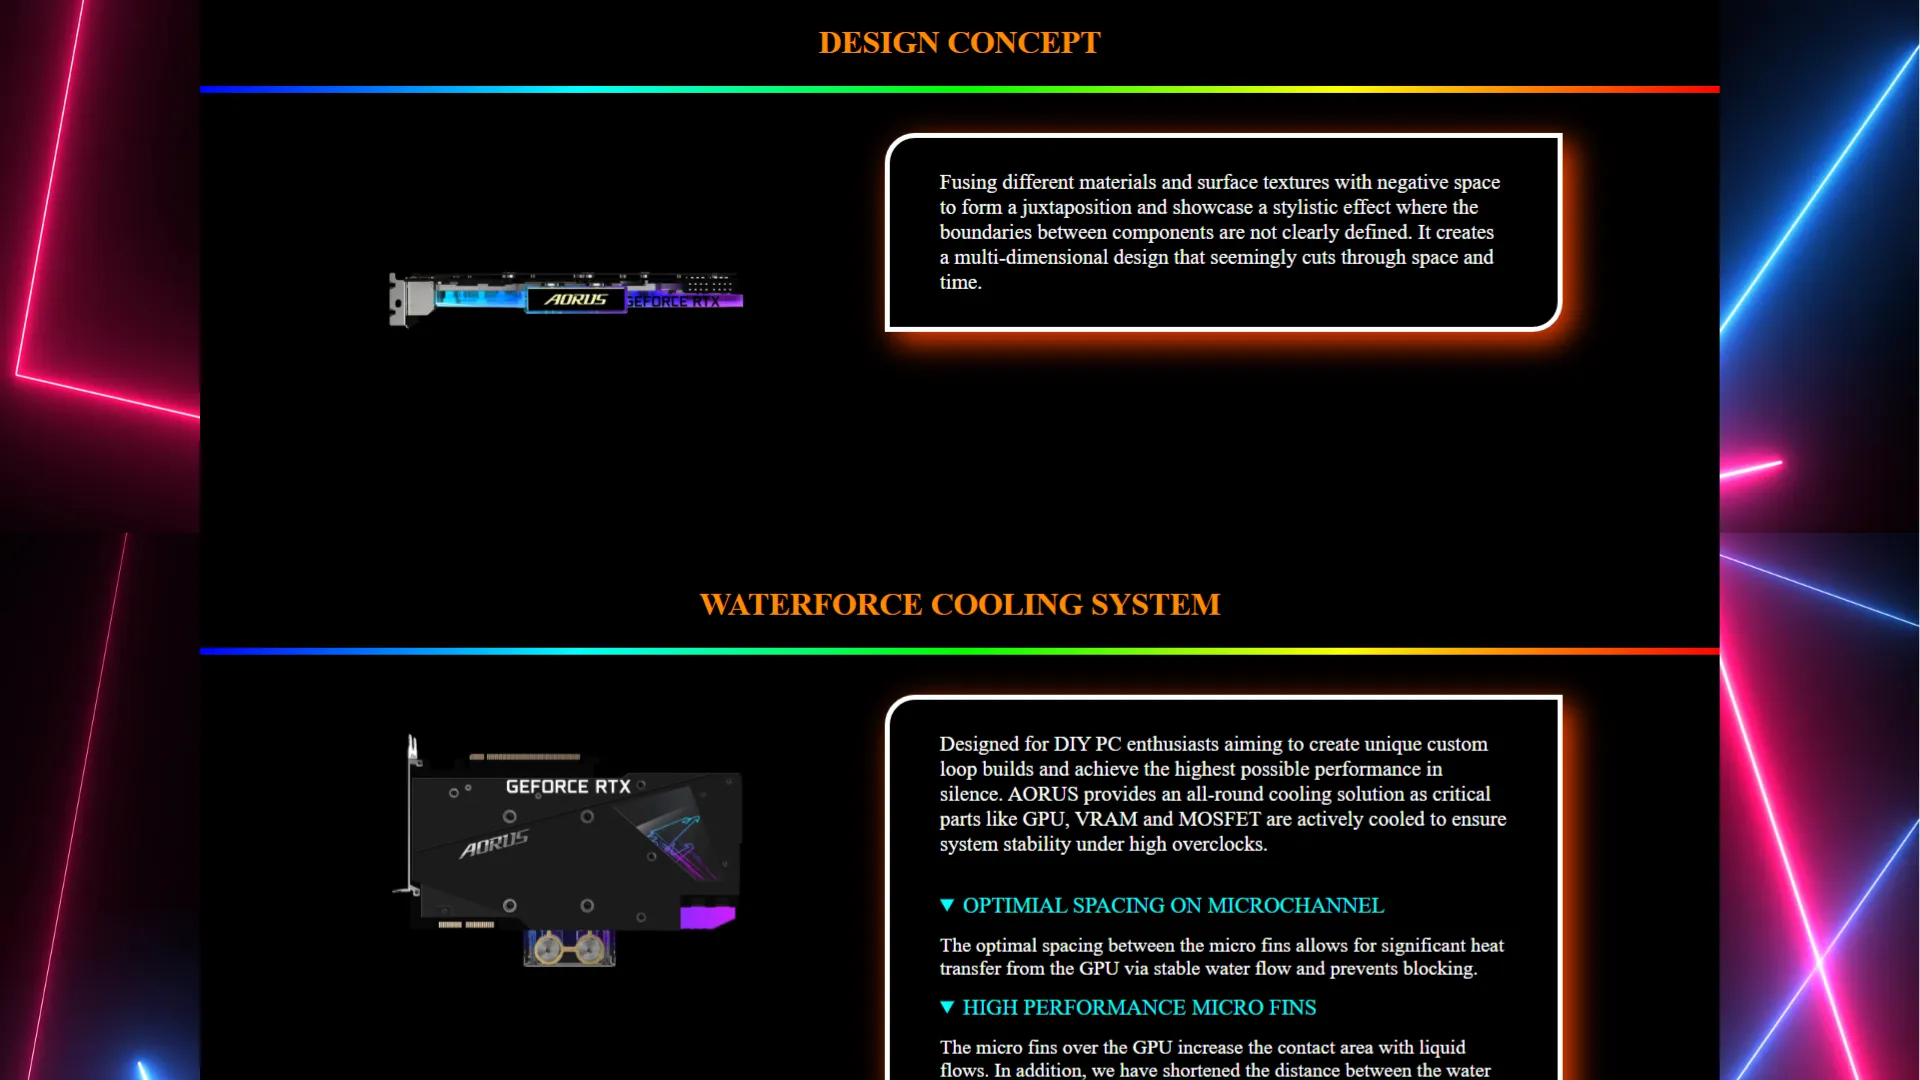 DESIGN CONCEPT
Fusing different materials and surface textures with negative space
to form a juxtaposition and showcase a stylistic effect where the
boundaries between components are not clearly defined. It creates
a multi-dimensional design that seemingly cuts through space and
time.
AORUS
GEFORCE RTX
WATERFORCE COOLING SYSTEM
GEFORCE RTX
AORUS
Designed for DIY PC enthusiasts aiming to create unique custom
loop builds and achieve the highest possible performance in
silence. AORUS provides an all-round cooling solution as critical
parts like GPU, VRAM and MOSFET are actively cooled to ensure
system stability under high overclocks.
▼ OPTIMIAL SPACING ON MICROCHANNEL
The optimal spacing between the micro fins allows for significant heat
transfer from the GPU via stable water flow and prevents blocking.
▼ HIGH PERFORMANCE MICRO FINS
The micro fins over the GPU increase the contact area with liquid
flows. In addition, we have shortened the distance between the water